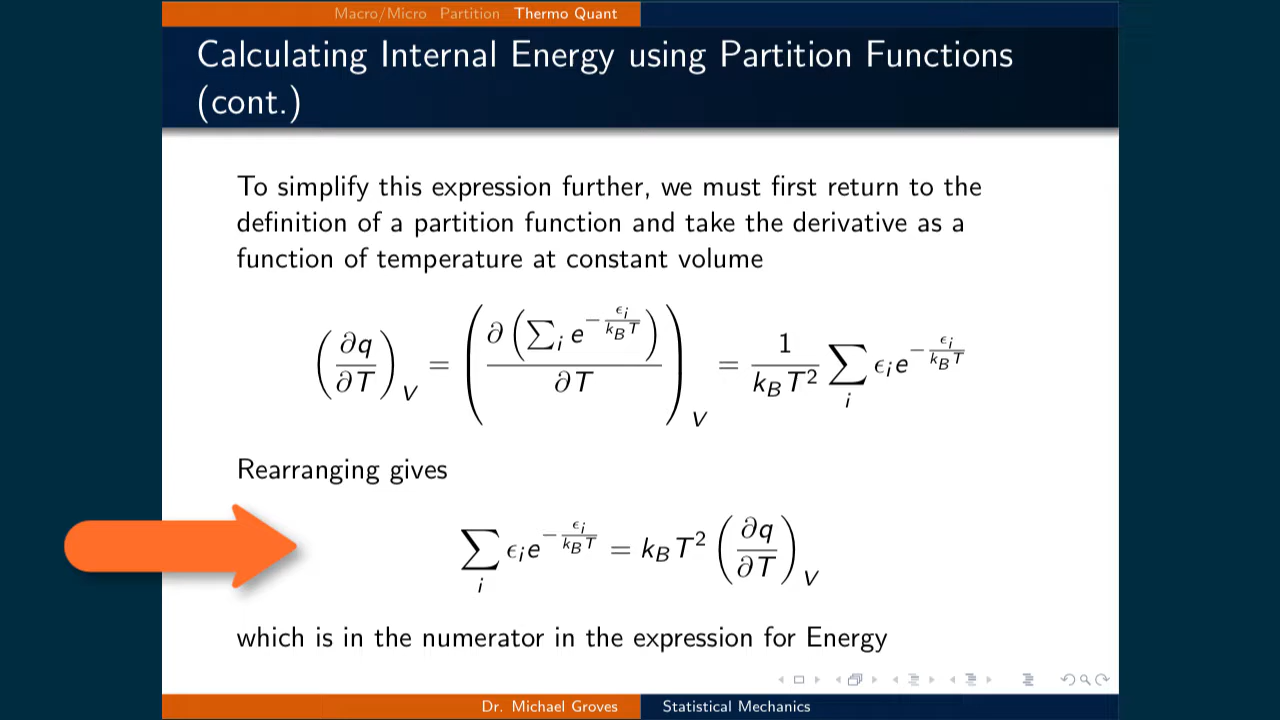 Macro/Micro Partition Thermo Quant
Calculating Internal Energy using Partition Functions
(cont.)
To simplify this expression further, we must first return to the
definition of a partition function and take the derivative as a
function of temperature at constant volume
(∂q/∂T)_V = (∂(∑_i e^{−ϵ_i/(k_B T)})/∂T)_V = 1/(k_B T²) ∑_i ϵ_i e^{−ϵ_i/(k_B T)}
Rearranging gives
∑_i ϵ_i e^{−ϵ_i/(k_B T)} = k_B T² (∂q/∂T)_V
which is in the numerator in the expression for Energy
Dr. Michael Groves Statistical Mechanics